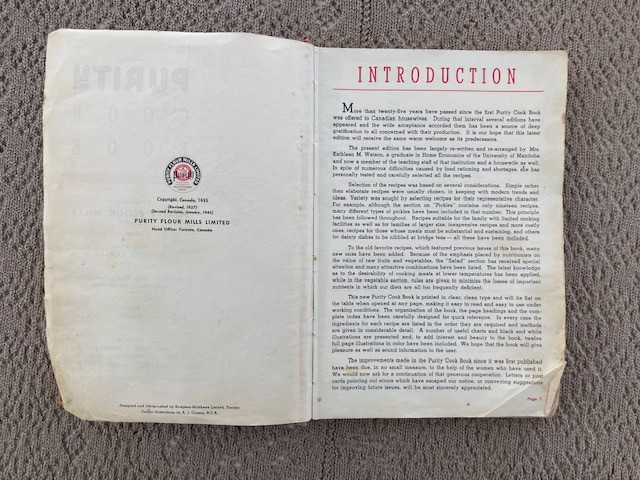 PURITY FLOUR MILLS LIMITED
Copyright, Canada, 1945
(Revised, 1937)
(Second Revision, January, 1945)
PURITY FLOUR MILLS LIMITED
Head Office: Toronto, Canada
Designed and lithographed by Rolph-Matthews Limited, Toronto
Colour illustrations by A. J. Casson, R.C.A.
INTRODUCTION
More than twenty-five years have passed since the first Purity Cook Book
was offered to Canadian housewives. During that interval several editions have
appeared and the wide acceptance accorded them has been a source of deep
gratification to all concerned with their production. It is our hope that this latest
edition will receive the same warm welcome as its predecessors.
The present edition has been largely re-written and re-arranged by Mrs.
Kathleen M. Watson, a graduate in Home Economics of the University of Manitoba
and now a member of the teaching staff of that institution and a housewife as well.
In spite of numerous difficulties caused by food rationing and shortages, she has
personally tested and carefully selected all the recipes.
Selection of the recipes was based on several considerations. Simple rather
than elaborate recipes were usually chosen, in keeping with modern trends and
ideas. Variety was sought by selecting recipes for their representative character.
For example, although the section on "Pickles" contains only nineteen recipes,
many different types of pickles have been included in that number. This principle
has been followed throughout. Recipes suitable for the family with limited cooking
facilities as well as for families of larger size, inexpensive recipes and more costly
ones, recipes for those whose meals must be substantial and sustaining, and others
for dainty dishes to be nibbled at bridge teas—all these have been included.
To the old favorite recipes, which featured previous issues of this book, many
new ones have been added. Because of the emphasis placed by nutritionists on
the value of raw fruits and vegetables, the "Salad" section has received special
attention and many attractive combinations have been listed. The latest knowledge
as to the desirability of cooking meats at lower temperatures has been applied,
while in the vegetable section, rules are given to minimize the losses of important
nutrients in which our diets are all too frequently deficient.
This new Purity Cook Book is printed in clear, clean type and will lie flat on
the table when opened at any page, making it easy to read and easy to use under
working conditions. The organization of the book, the page headings and the com-
plete index have been carefully designed for quick reference. In every case the
ingredients for each recipe are listed in the order they are required and methods
are given in considerable detail. A number of useful charts and black and white
illustrations are presented and, to add interest and beauty to the book, twelve
full page illustrations in color have been included. We hope that the book will give
pleasure as well as sound information to the user.
The improvements made in the Purity Cook Book since it was first published
have been due, in no small measure, to the help of the women who have used it.
We would now ask for a continuation of that generous cooperation. Letters or post
cards pointing out errors which have escaped our notice, or conveying suggestions
for improving future issues, will be most sincerely appreciated.
Page 3